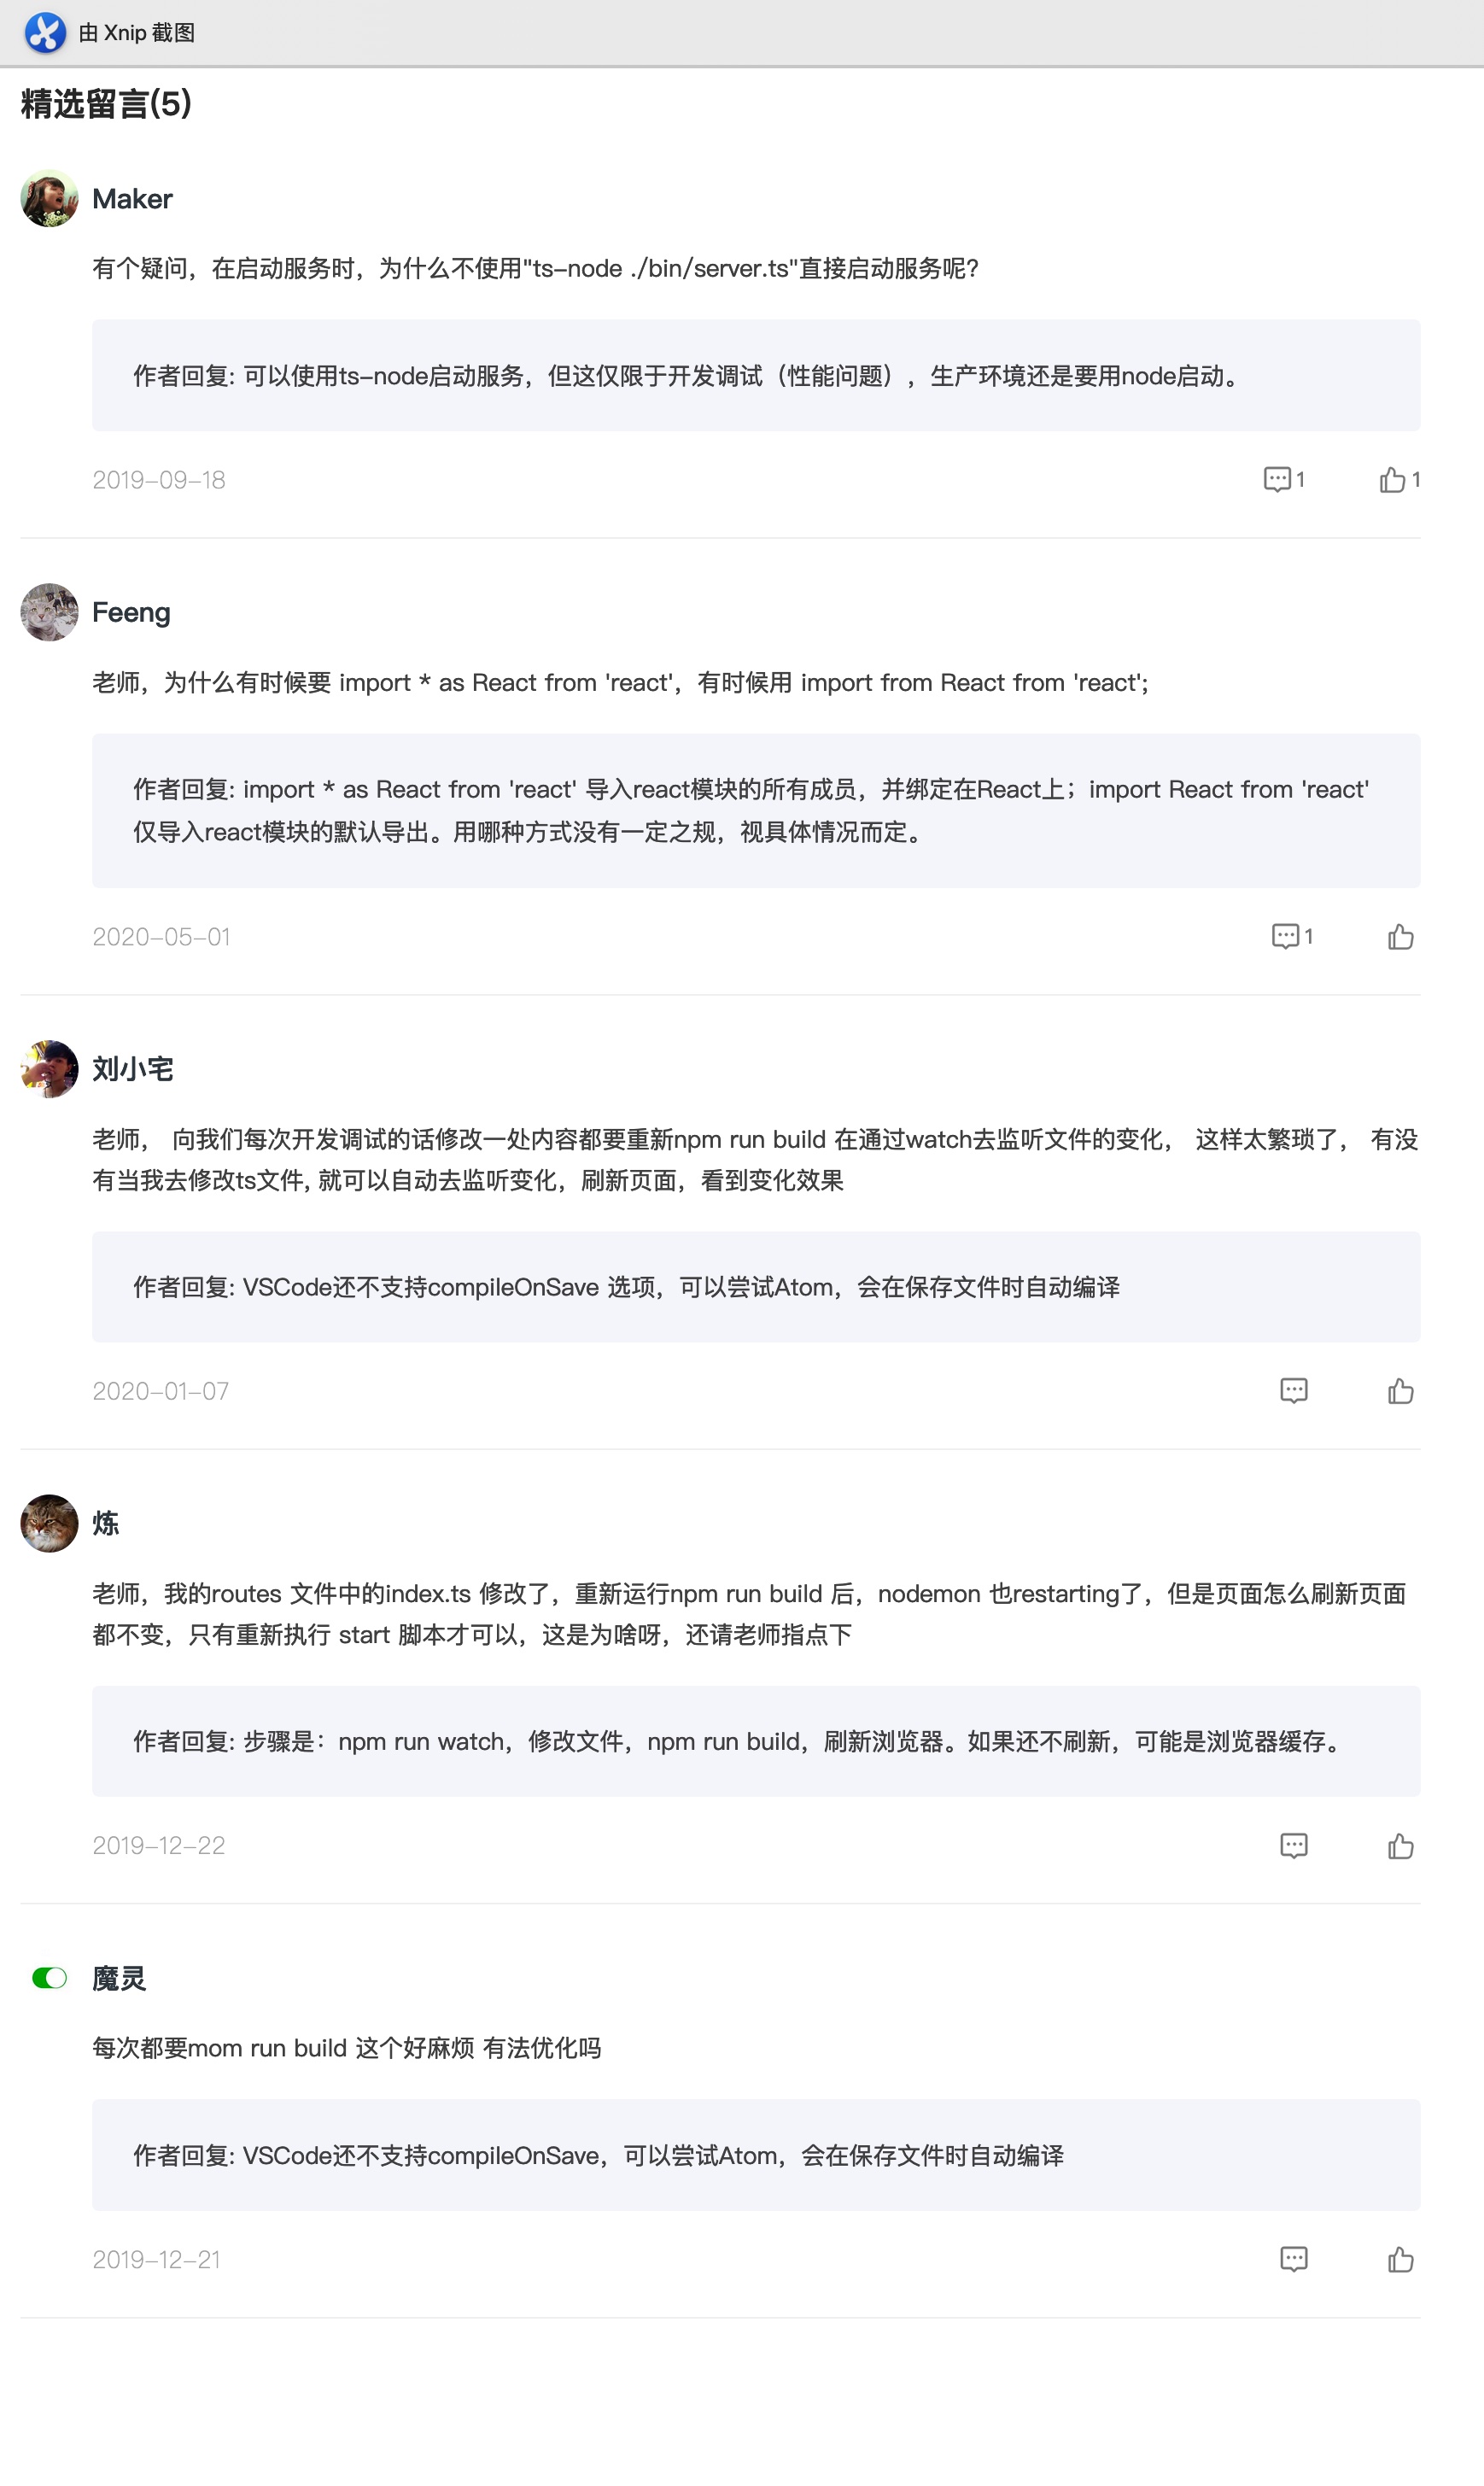 由 Xnip 截图
精选留言(5)
Maker
有个疑问，在启动服务时，为什么不使用"ts-node ./bin/server.ts"直接启动服务呢？
作者回复: 可以使用ts-node启动服务，但这仅限于开发调试（性能问题），生产环境还是要用node启动。
2019-09-18
1
1
Feeng
老师，为什么有时候要 import * as React from 'react'，有时候用 import from React from 'react';
作者回复: import * as React from 'react' 导入react模块的所有成员，并绑定在React上；import React from 'react'
仅导入react模块的默认导出。用哪种方式没有一定之规，视具体情况而定。
2020-05-01
1
刘小宅
老师， 向我们每次开发调试的话修改一处内容都要重新npm run build 在通过watch去监听文件的变化， 这样太繁琐了， 有没
有当我去修改ts文件, 就可以自动去监听变化，刷新页面，看到变化效果
作者回复: VSCode还不支持compileOnSave 选项，可以尝试Atom，会在保存文件时自动编译
2020-01-07
炼
老师，我的routes 文件中的index.ts 修改了，重新运行npm run build 后，nodemon 也restarting了，但是页面怎么刷新页面
都不变，只有重新执行 start 脚本才可以，这是为啥呀，还请老师指点下
作者回复: 步骤是：npm run watch，修改文件，npm run build，刷新浏览器。如果还不刷新，可能是浏览器缓存。
2019-12-22
魔灵
每次都要mom run build 这个好麻烦 有法优化吗
作者回复: VSCode还不支持compileOnSave，可以尝试Atom，会在保存文件时自动编译
2019-12-21